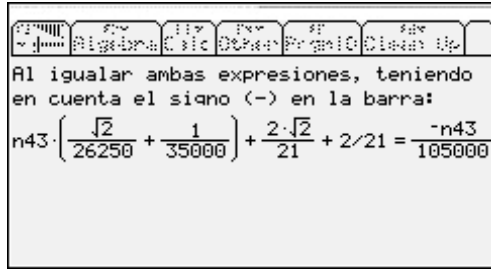 Algebra Calc Other PrgmIO Clean Up
Al igualar ambas expresiones, teniendo
en cuenta el signo (-) en la barra:
n43·(√2/26250 + 1/35000) + 2·√2/21 + 2/21 = -n43/105000